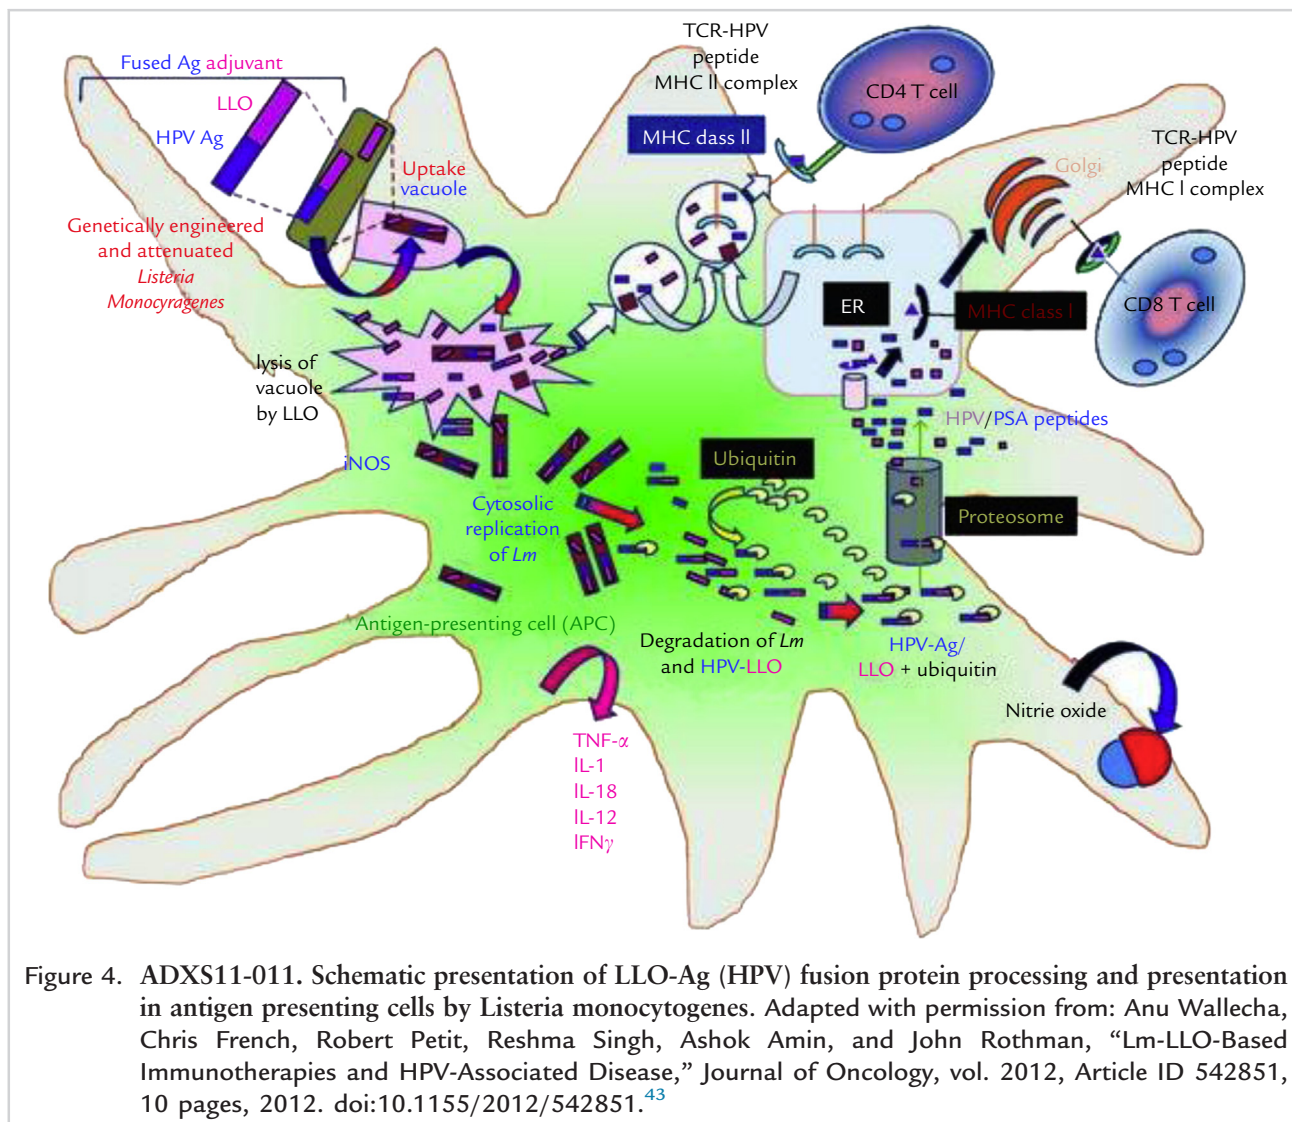 Fused Ag adjuvant
LLO
HPV Ag
Uptake
vacuole
Genetically engineered
and attenuated
Listeria
Monocyragenes
TCR-HPV
peptide
MHC II complex
MHC dass II
CD4 T cell
TCR-HPV
peptide
MHC I complex
Golgi
ER
MHC class I
CD8 T cell
lysis of
vacuole
by LLO
HPV/PSA peptides
iNOS
Ubiquitin
Cytosolic
replication
of Lm
Proteosome
Antigen-presenting cell (APC)
Degradation of Lm
and HPV-LLO
HPV-Ag/
LLO + ubiquitin
Nitrie oxide
TNF-α
IL-1
IL-18
IL-12
IFNγ
Figure 4. ADXS11-011. Schematic presentation of LLO-Ag (HPV) fusion protein processing and presentation
in antigen presenting cells by Listeria monocytogenes. Adapted with permission from: Anu Wallecha,
Chris French, Robert Petit, Reshma Singh, Ashok Amin, and John Rothman, “Lm-LLO-Based
Immunotherapies and HPV-Associated Disease,” Journal of Oncology, vol. 2012, Article ID 542851,
10 pages, 2012. doi:10.1155/2012/542851.43